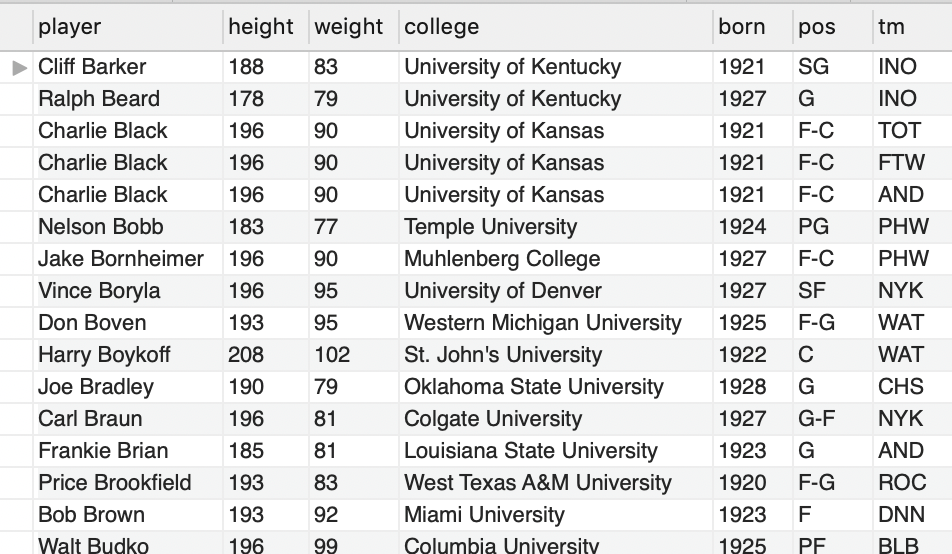 player height weight college born pos tm
Cliff Barker 188 83 University of Kentucky 1921 SG INO
Ralph Beard 178 79 University of Kentucky 1927 G INO
Charlie Black 196 90 University of Kansas 1921 F-C TOT
Charlie Black 196 90 University of Kansas 1921 F-C FTW
Charlie Black 196 90 University of Kansas 1921 F-C AND
Nelson Bobb 183 77 Temple University 1924 PG PHW
Jake Bornheimer 196 90 Muhlenberg College 1927 F-C PHW
Vince Boryla 196 95 University of Denver 1927 SF NYK
Don Boven 193 95 Western Michigan University 1925 F-G WAT
Harry Boykoff 208 102 St. John's University 1922 C WAT
Joe Bradley 190 79 Oklahoma State University 1928 G CHS
Carl Braun 196 81 Colgate University 1927 G-F NYK
Frankie Brian 185 81 Louisiana State University 1923 G AND
Price Brookfield 193 83 West Texas A&M University 1920 F-G ROC
Bob Brown 193 92 Miami University 1923 F DNN
Walt Budko 196 99 Columbia University 1925 PF BLB